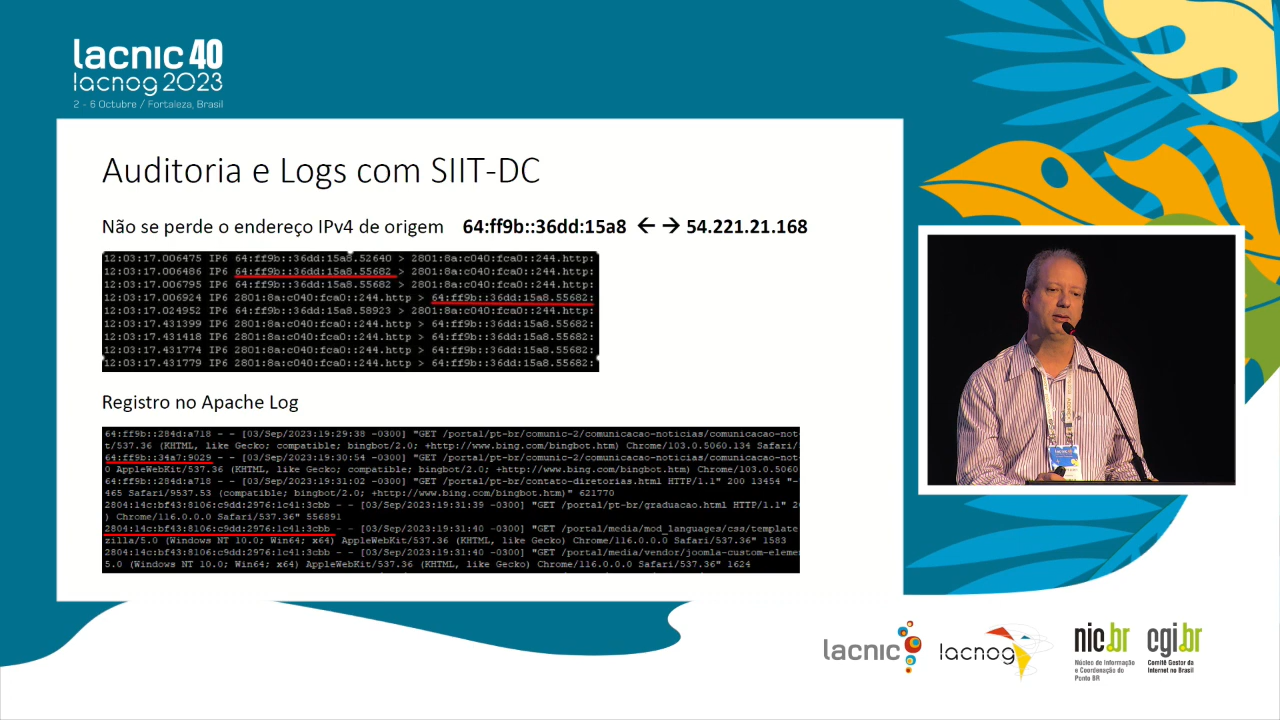 lacnic 40
lacnog 2023
2 - 6 Octubre / Fortaleza, Brasil
Auditoria e Logs com SIIT-DC
Não se perde o endereço IPv4 de origem 64:ff9b::36dd:15a8 ← → 54.221.21.168
12:03:17.006475 IP6 64:ff9b::36dd:15a8.52640 > 2801:8a:c040:fca0::244.http:
12:03:17.006486 IP6 64:ff9b::36dd:15a8.55682 > 2801:8a:c040:fca0::244.http:
12:03:17.006795 IP6 64:ff9b::36dd:15a8.55682 > 2801:8a:c040:fca0::244.http:
12:03:17.006924 IP6 2801:8a:c040:fca0::244.http > 64:ff9b::36dd:15a8.55682:
12:03:17.024952 IP6 64:ff9b::36dd:15a8.58923 > 2801:8a:c040:fca0::244.http:
12:03:17.431399 IP6 2801:8a:c040:fca0::244.http > 64:ff9b::36dd:15a8.55682:
12:03:17.431418 IP6 2801:8a:c040:fca0::244.http > 64:ff9b::36dd:15a8.55682:
12:03:17.431774 IP6 2801:8a:c040:fca0::244.http > 64:ff9b::36dd:15a8.55682:
12:03:17.431779 IP6 2801:8a:c040:fca0::244.http > 64:ff9b::36dd:15a8.55682:
Registro no Apache Log
64:ff9b::284d:a718 - - [03/Sep/2023:19:29:38 -0300] "GET /portal/pt-br/comunic-2/comunicacao-noticias/comunicacao-not
t/537.36 (KHTML, like Gecko; compatible; bingbot/2.0; +http://www.bing.com/bingbot.htm) Chrome/103.0.5060.134 Safari/
64:ff9b::34a7:9029 - - [03/Sep/2023:19:30:54 -0300] "GET /portal/pt-br/comunic-2/comunicacao-noticias/comunicacao-not
0 AppleWebKit/537.36 (KHTML, like Gecko; compatible; bingbot/2.0; +http://www.bing.com/bingbot.htm) Chrome/103.0.5060
64:ff9b::284d:a718 - - [03/Sep/2023:19:31:02 -0300] "GET /portal/pt-br/contato-diretorias.html HTTP/1.1" 200 13454 "-
465 Safari/9537.53 (compatible; bingbot/2.0; +http://www.bing.com/bingbot.htm)" 621770
2804:14c:bf43:8106:c9dd:2976:1c41:3cbb - - [03/Sep/2023:19:31:39 -0300] "GET /portal/pt-br/graducao.html HTTP/1.1" 20
) Chrome/116.0.0.0 Safari/537.36" 556891
2804:14c:bf43:8106:c9dd:2976:1c41:3cbb - - [03/Sep/2023:19:31:40 -0300] "GET /portal/media/mod_languages/css/template
zilla/5.0 (Windows NT 10.0; Win64; x64) AppleWebKit/537.36 (KHTML, like Gecko) Chrome/116.0.0.0 Safari/537.36" 1583
2804:14c:bf43:8106:c9dd:2976:1c41:3cbb - - [03/Sep/2023:19:31:40 -0300] "GET /portal/media/vendor/joomla-custom-eleme
5.0 (Windows NT 10.0; Win64; x64) AppleWebKit/537.36 (KHTML, like Gecko) Chrome/116.0.0.0 Safari/537.36" 1624
lacnic 40
lacnic
lacnog
nic.br
Núcleo de Informação
e Coordenação do
Ponto BR
cgi.br
Comitê Gestor da
Internet no Brasil